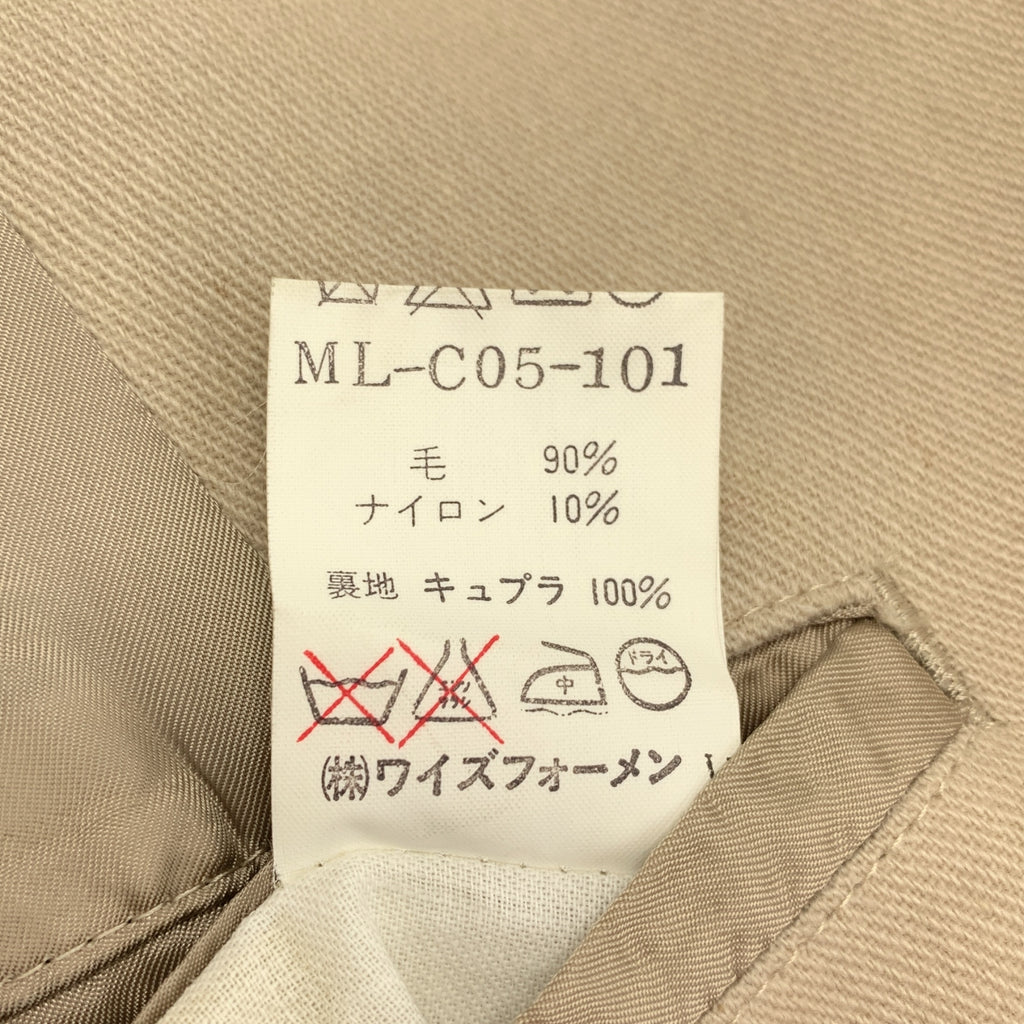 ML-C05-101
毛 90%
ナイロン 10%
裏地 キュプラ 100%
中
ドライ
㈱ワイズフォーメン